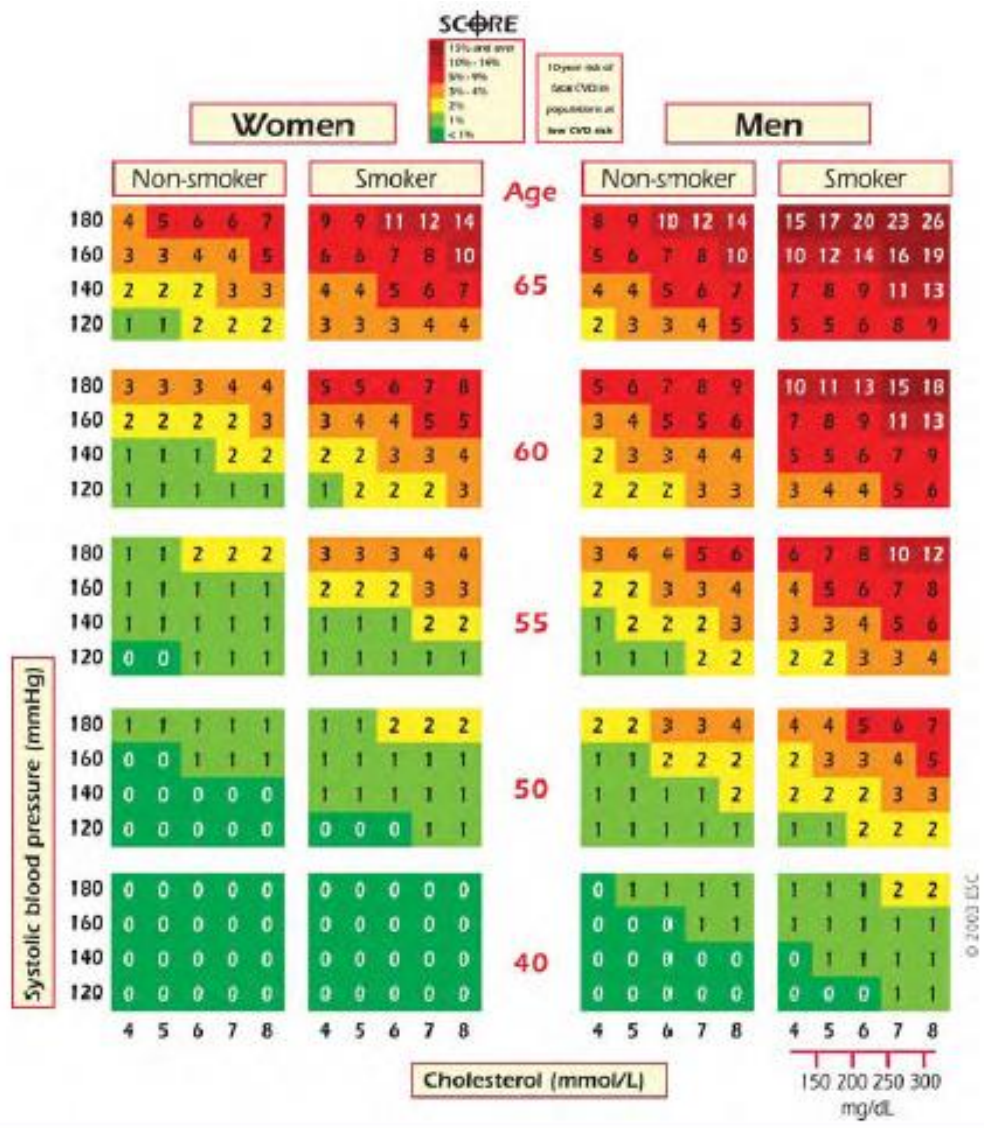 SCORE
15% and over
10% - 14%
5% - 9%
3% - 4%
2%
1%
< 1%
10-year risk of
fatal CVD in
populations at
low CVD risk
Women
Men
Non-smoker
Smoker
Age
Non-smoker
Smoker
180 4 5 6 6 7 9 9 11 12 14 8 9 10 12 14 15 17 20 23 26
160 3 3 4 4 5 6 6 7 8 10 5 6 7 8 10 10 12 14 16 19
65
140 2 2 2 3 3 4 4 5 6 7 4 4 5 6 7 7 8 9 11 13
120 1 1 2 2 2 3 3 3 4 4 2 3 3 4 5 5 5 6 8 9
180 3 3 3 4 4 5 5 6 7 8 5 6 7 8 9 10 11 13 15 18
160 2 2 2 2 3 3 4 4 5 5 3 4 5 5 6 7 8 9 11 13
60
140 1 1 1 2 2 2 2 3 3 4 2 3 3 4 4 5 5 6 7 9
120 1 1 1 1 1 1 2 2 2 3 2 2 2 3 3 3 4 4 5 6
180 1 1 2 2 2 3 3 3 4 4 3 4 4 5 6 6 7 8 10 12
160 1 1 1 1 1 2 2 2 3 3 2 2 3 3 4 4 5 6 7 8
55
140 1 1 1 1 1 1 1 1 2 2 1 2 2 2 3 3 3 4 5 6
120 0 0 1 1 1 1 1 1 1 1 1 1 1 2 2 2 2 3 3 4
180 1 1 1 1 1 1 1 2 2 2 2 2 3 3 4 4 4 5 6 7
160 0 0 1 1 1 1 1 1 1 1 1 1 2 2 2 2 3 3 4 5
50
140 0 0 0 0 0 1 1 1 1 1 1 1 1 1 2 2 2 2 3 3
120 0 0 0 0 0 0 0 0 1 1 1 1 1 1 1 1 1 2 2 2
180 0 0 0 0 0 0 0 0 0 0 0 1 1 1 1 1 1 1 2 2
160 0 0 0 0 0 0 0 0 0 0 0 0 0 1 1 1 1 1 1 1
40
140 0 0 0 0 0 0 0 0 0 0 0 0 0 0 0 0 1 1 1 1
120 0 0 0 0 0 0 0 0 0 0 0 0 0 0 0 0 0 0 1 1
4 5 6 7 8 4 5 6 7 8 4 5 6 7 8 4 5 6 7 8
Systolic blood pressure (mmHg)
Cholesterol (mmol/L)
150 200 250 300
mg/dL
© 2003 ESC